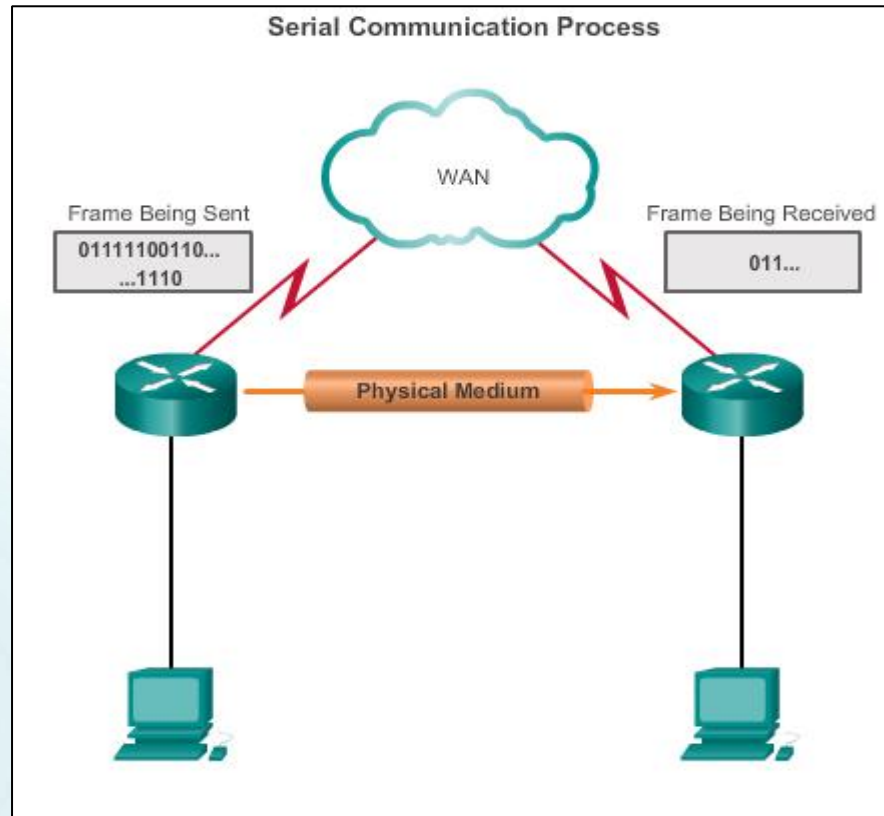 Serial Communication Process
WAN
Frame Being Sent
01111100110...
...1110
Frame Being Received
011...
Physical Medium